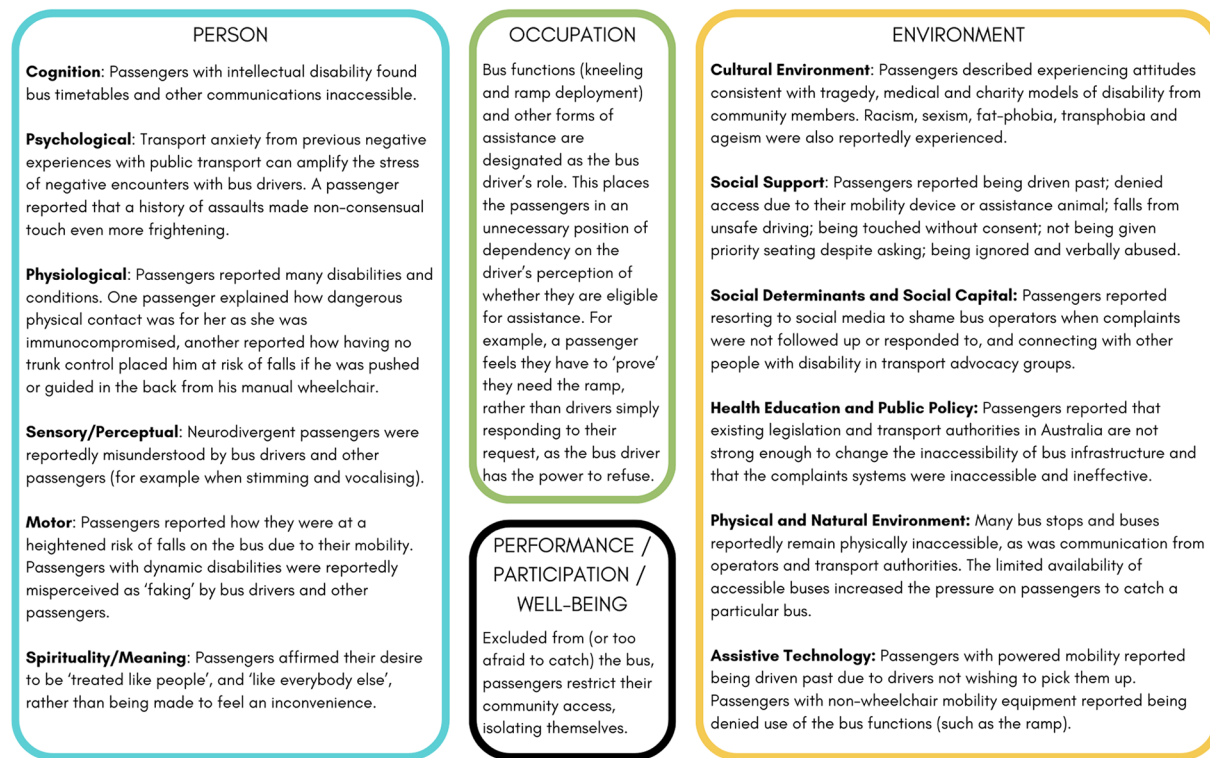 PERSON
Cognition: Passengers with intellectual disability found
bus timetables and other communications inaccessible.
Psychological: Transport anxiety from previous negative
experiences with public transport can amplify the stress
of negative encounters with bus drivers. A passenger
reported that a history of assaults made non-consensual
touch even more frightening.
Physiological: Passengers reported many disabilities and
conditions. One passenger explained how dangerous
physical contact was for her as she was
immunocompromised, another reported how having no
trunk control placed him at risk of falls if he was pushed
or guided in the back from his manual wheelchair.
Sensory/Perceptual: Neurodivergent passengers were
reportedly misunderstood by bus drivers and other
passengers (for example when stimming and vocalising).
Motor: Passengers reported how they were at a
heightened risk of falls on the bus due to their mobility.
Passengers with dynamic disabilities were reportedly
misperceived as ‘faking’ by bus drivers and other
passengers.
Spirituality/Meaning: Passengers affirmed their desire
to be ‘treated like people’, and ‘like everybody else’,
rather than being made to feel an inconvenience.
OCCUPATION
Bus functions (kneeling
and ramp deployment)
and other forms of
assistance are
designated as the bus
driver’s role. This places
the passengers in an
unnecessary position of
dependency on the
driver’s perception of
whether they are eligible
for assistance. For
example, a passenger
feels they have to ‘prove’
they need the ramp,
rather than drivers simply
responding to their
request, as the bus driver
has the power to refuse.
PERFORMANCE /
PARTICIPATION /
WELL-BEING
Excluded from (or too
afraid to catch) the bus,
passengers restrict their
community access,
isolating themselves.
ENVIRONMENT
Cultural Environment: Passengers described experiencing attitudes
consistent with tragedy, medical and charity models of disability from
community members. Racism, sexism, fat-phobia, transphobia and
ageism were also reportedly experienced.
Social Support: Passengers reported being driven past; denied
access due to their mobility device or assistance animal; falls from
unsafe driving; being touched without consent; not being given
priority seating despite asking; being ignored and verbally abused.
Social Determinants and Social Capital: Passengers reported
resorting to social media to shame bus operators when complaints
were not followed up or responded to, and connecting with other
people with disability in transport advocacy groups.
Health Education and Public Policy: Passengers reported that
existing legislation and transport authorities in Australia are not
strong enough to change the inaccessibility of bus infrastructure and
that the complaints systems were inaccessible and ineffective.
Physical and Natural Environment: Many bus stops and buses
reportedly remain physically inaccessible, as was communication from
operators and transport authorities. The limited availability of
accessible buses increased the pressure on passengers to catch a
particular bus.
Assistive Technology: Passengers with powered mobility reported
being driven past due to drivers not wishing to pick them up.
Passengers with non-wheelchair mobility equipment reported being
denied use of the bus functions (such as the ramp).